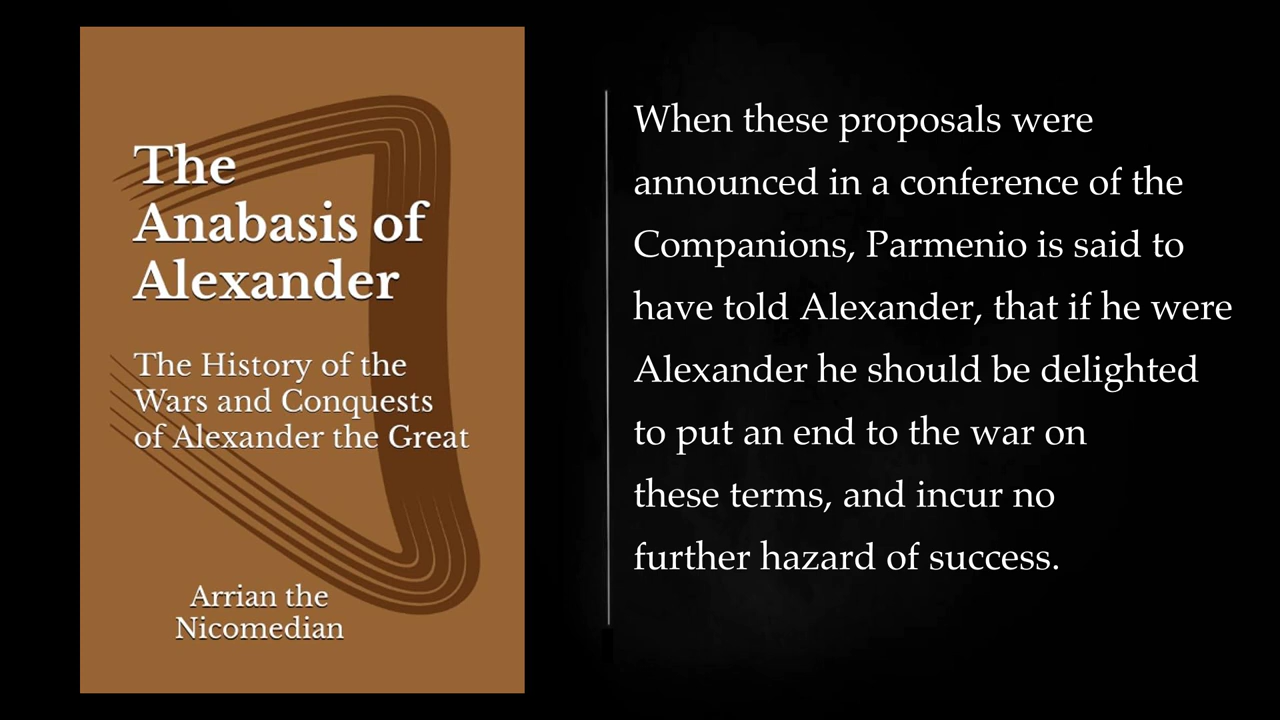 The
Anabasis of
Alexander
The History of the
Wars and Conquests
of Alexander the Great
Arrian the
Nicomedian
When these proposals were
announced in a conference of the
Companions, Parmenio is said to
have told Alexander, that if he were
Alexander he should be delighted
to put an end to the war on
these terms, and incur no
further hazard of success.